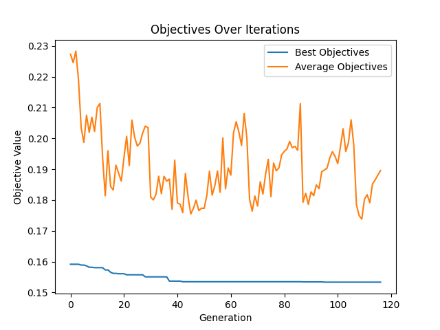 Objectives Over Iterations
Best Objectives
Average Objectives
0.23
0.22
0.21
0.20
0.19
0.18
0.17
0.16
0.15
Objective Value
0 20 40 60 80 100 120
Generation